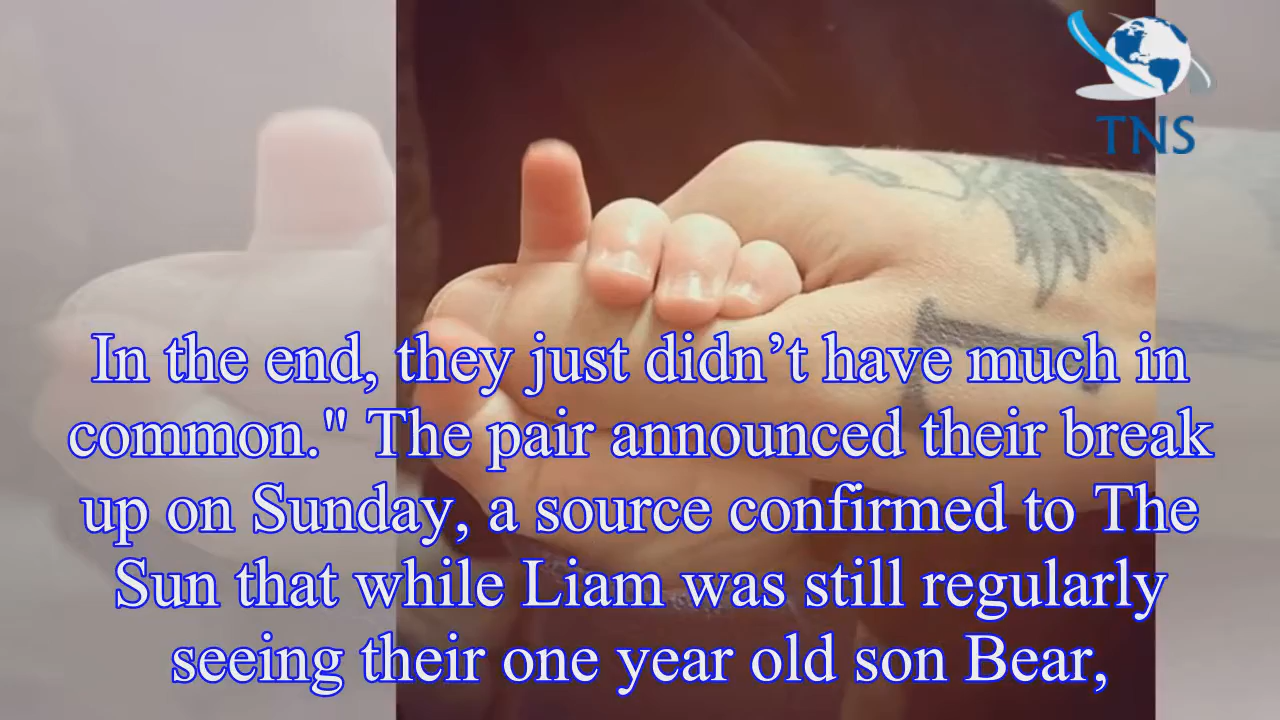 TNS
In the end, they just didn’t have much in
common." The pair announced their break
up on Sunday, a source confirmed to The
Sun that while Liam was still regularly
seeing their one year old son Bear,